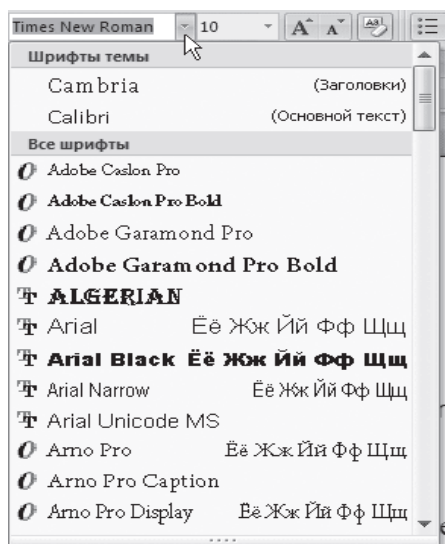 Times New Roman 10
Шрифты темы
Cambria (Заголовки)
Calibri (Основной текст)
Все шрифты
Adobe Caslon Pro
Adobe Caslon Pro Bold
Adobe Garamond Pro
Adobe Garamond Pro Bold
ALGERIAN
Arial Ёё Жж Йй Фф Щщ
Arial Black Ёё Жж Йй Фф Щщ
Arial Narrow Ёё Жж Йй Фф Щщ
Arial Unicode MS
Arno Pro Ёё Жж Йй Фф Щщ
Arno Pro Caption
Arno Pro Display Ёё Жж Йй Фф Щщ